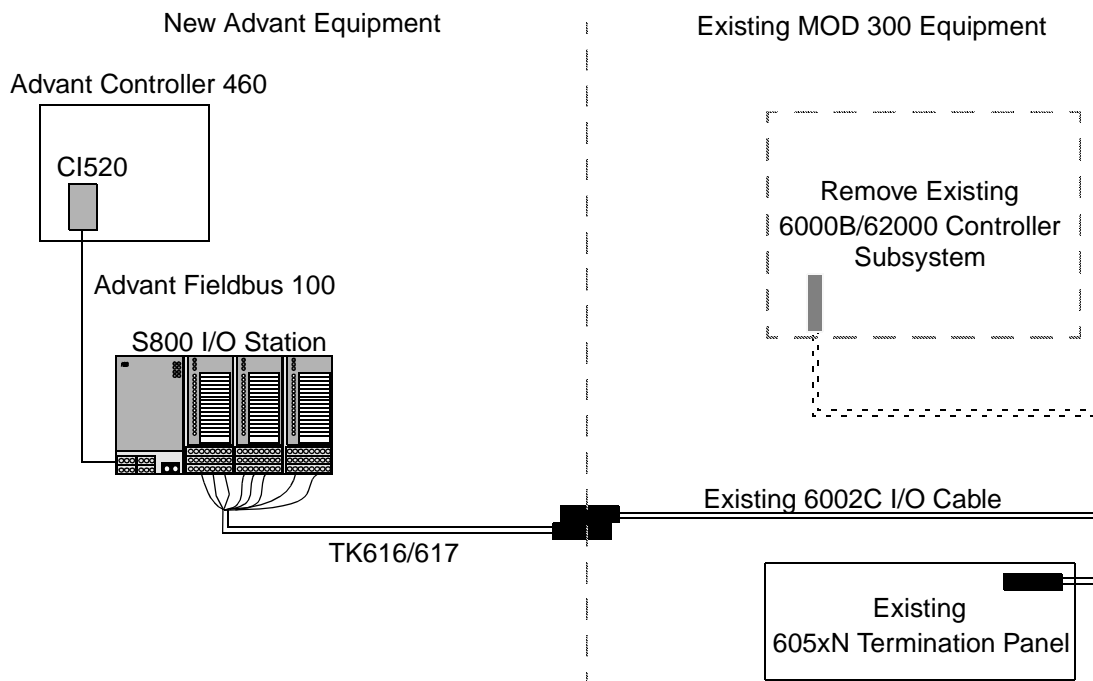 New Advant Equipment
Existing MOD 300 Equipment
Advant Controller 460
CI520
Remove Existing
6000B/62000 Controller
Subsystem
Advant Fieldbus 100
S800 I/O Station
Existing 6002C I/O Cable
TK616/617
Existing
605xN Termination Panel